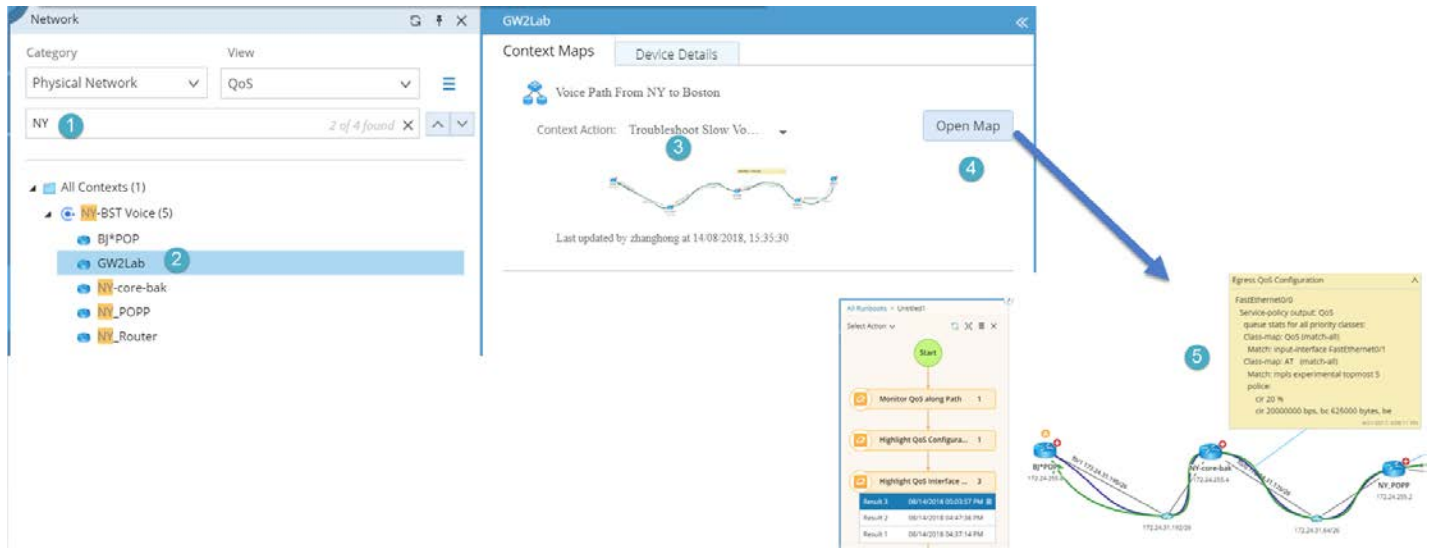 Network
Category
View
Physical Network
QoS
NY
1
2 of 4 found
All Contexts (1)
NY-BST Voice (5)
BJ*POP
GW2Lab
2
NY-core-bak
NY_POPP
NY_Router
GW2Lab
Context Maps
Device Details
Voice Path From NY to Boston
Context Action: Troubleshoot Slow Vo...
3
Open Map
4
Last updated by zhanghong at 14/08/2018, 15:35:30
All Runbooks > Untitled1
Select Action
Start
Monitor QoS along Path 1
Highlight QoS Configura... 1
Highlight QoS Interface ... 3
Result 3 08/14/2018 05:03:57 PM
Result 2 08/14/2018 04:47:36 PM
Result 1 08/14/2018 04:37:14 PM
5
Egress QoS Configuration
FastEthernet0/0
Service-policy output: QoS
queue stats for all priority classes:
Class-map: QoS (match-all)
Match: input-interface FastEthernet0/1
Class-map: AT (match-all)
Match: mpls experimental topmost 5
police:
cir 20 %
cir 20000000 bps, bc 625000 bytes, be
BJ*POP
NY-core-bak
172.24.255.4
NY_POPP
172.24.255.2
172.24.31.192/26
172.24.31.64/26